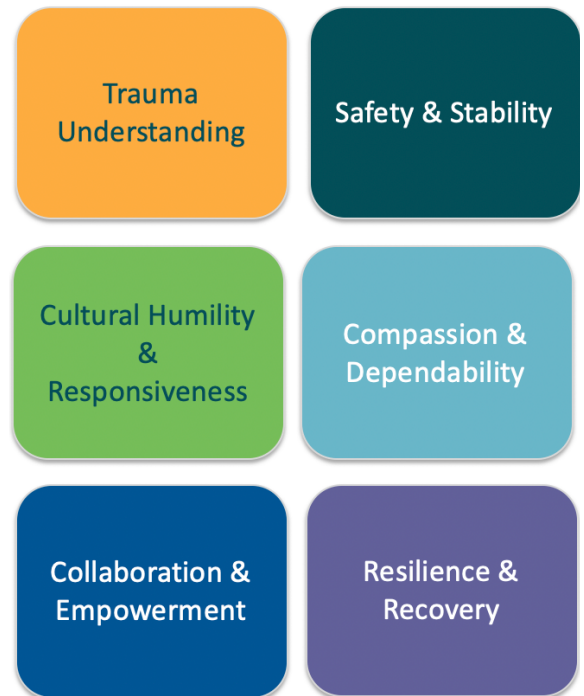 Trauma
Understanding
Safety & Stability
Cultural Humility
&
Responsiveness
Compassion &
Dependability
Collaboration &
Empowerment
Resilience &
Recovery